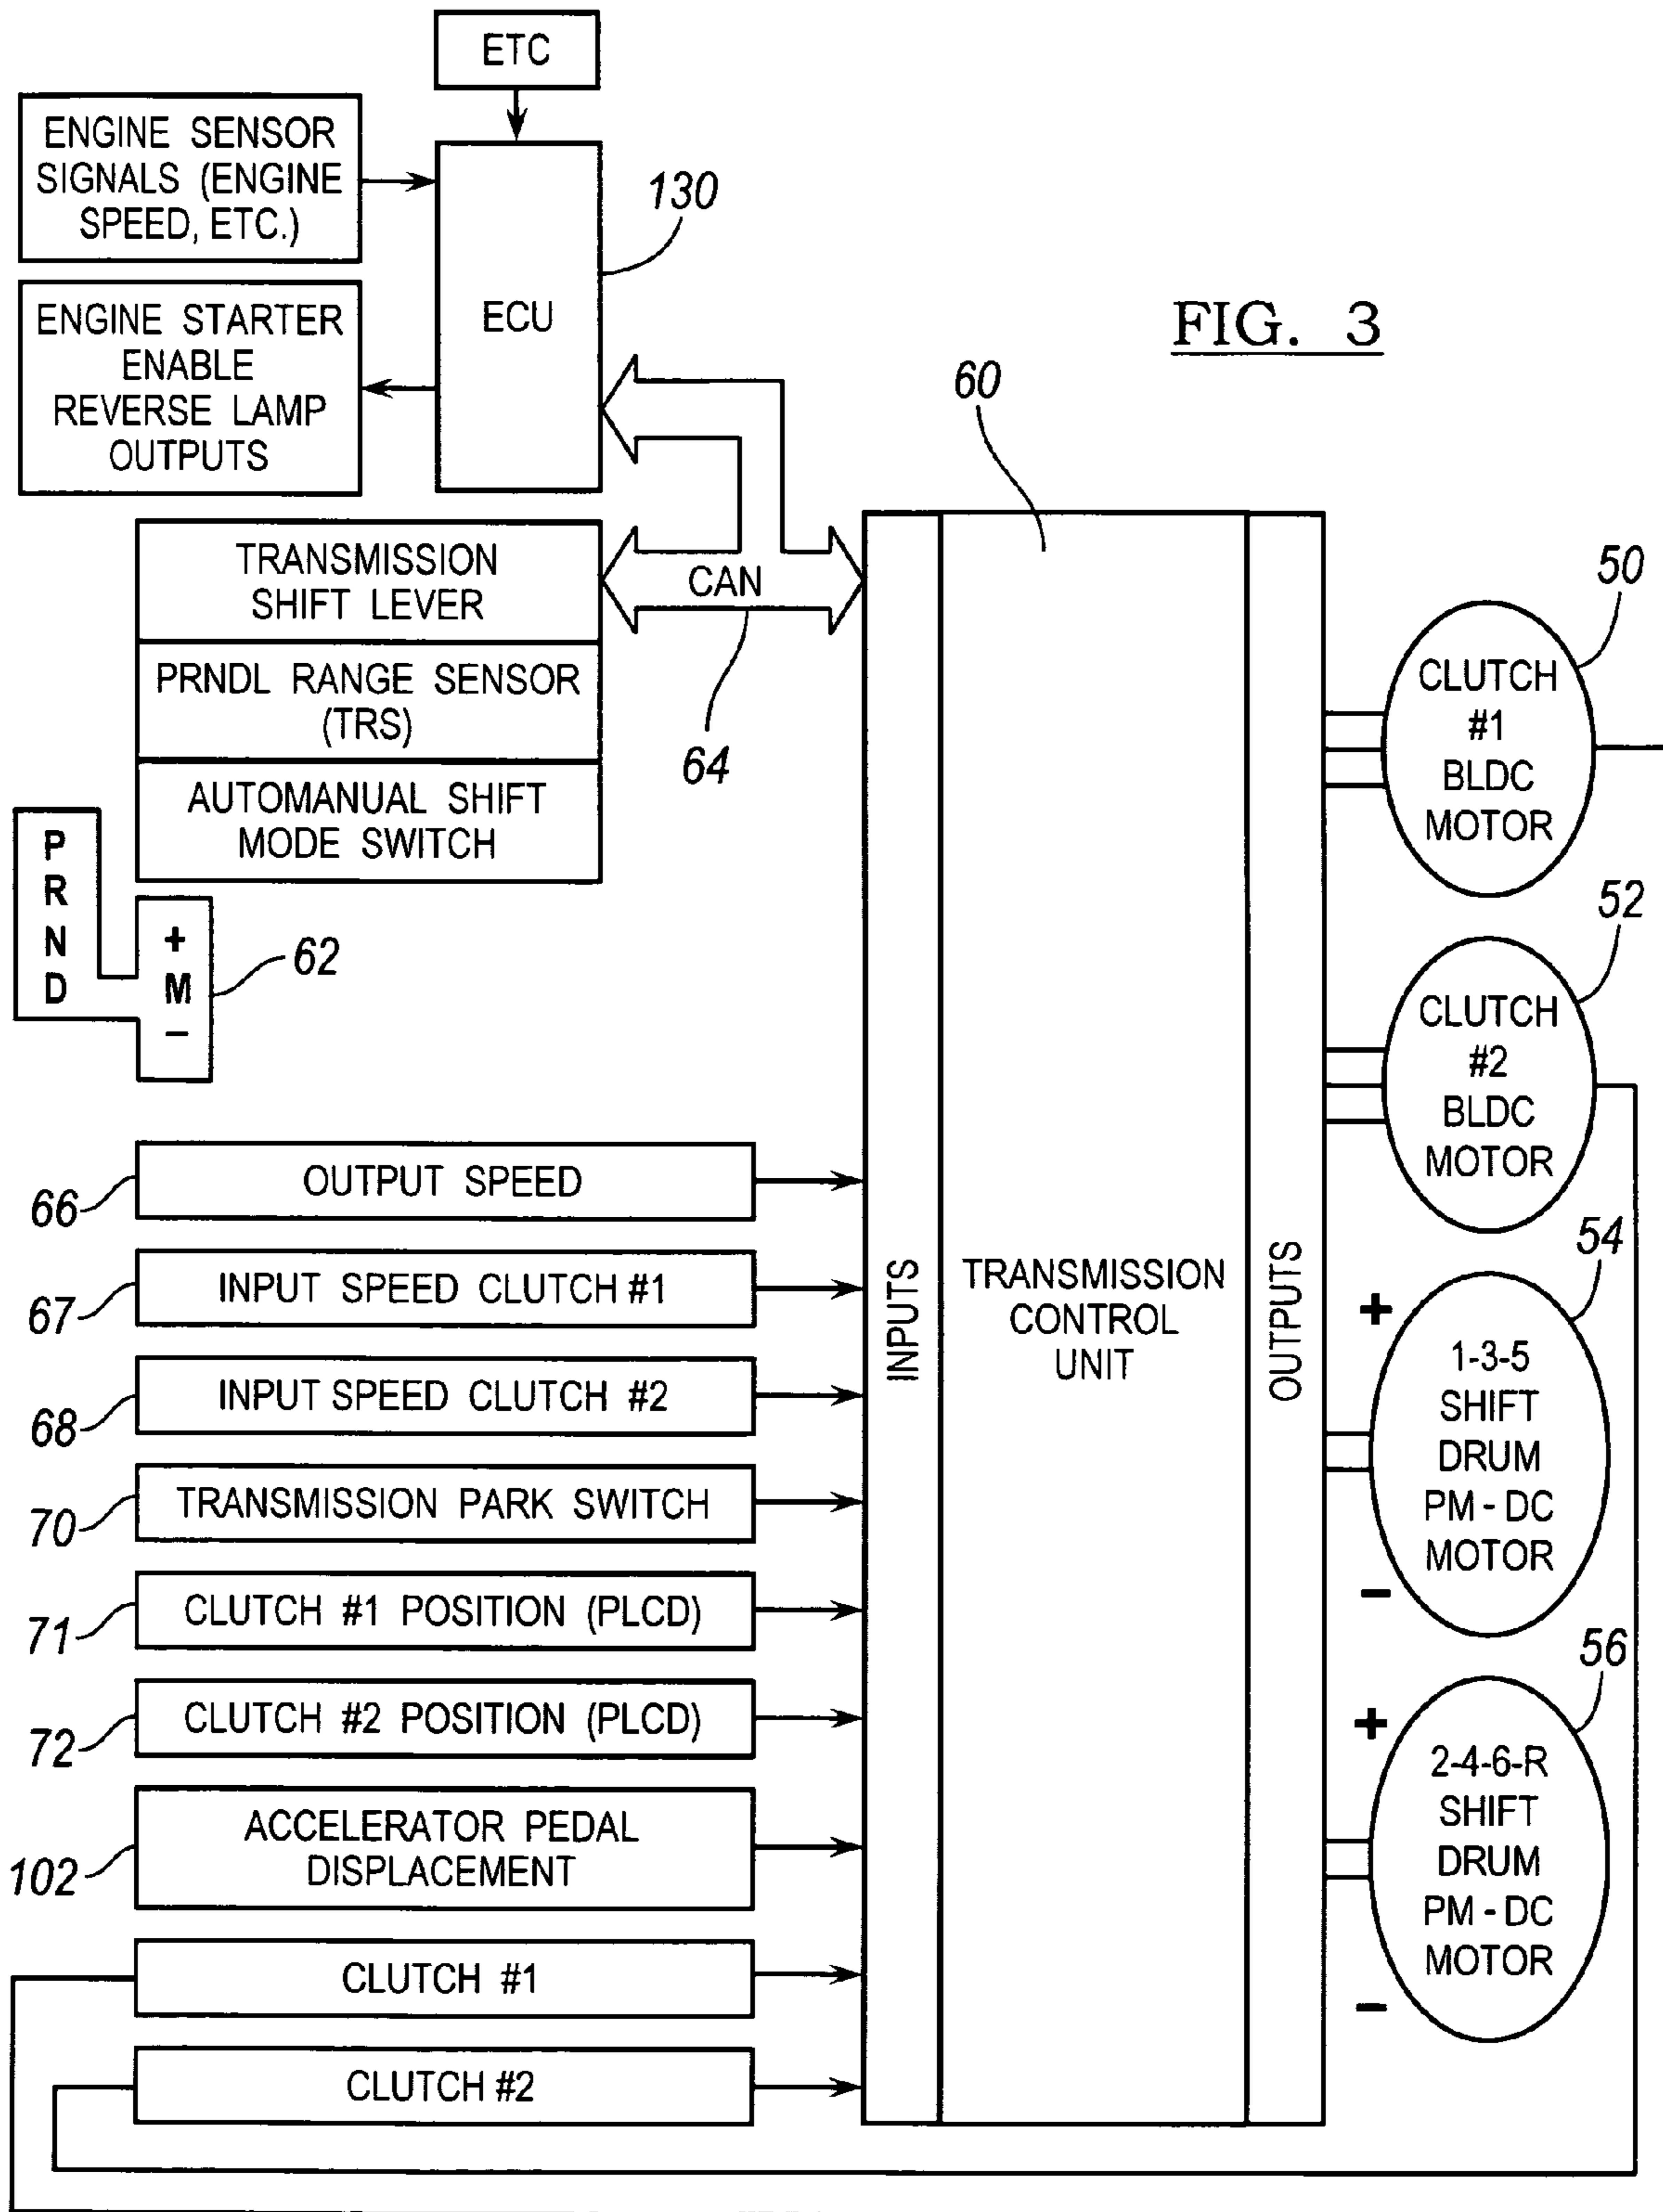 ETC
ENGINE SENSOR
SIGNALS (ENGINE
SPEED, ETC.)
130
ECU
ENGINE STARTER
ENABLE
REVERSE LAMP
OUTPUTS
FIG. 3
60
TRANSMISSION
SHIFT LEVER
CAN
64
PRNDL RANGE SENSOR
(TRS)
AUTOMANUAL SHIFT
MODE SWITCH
P
R
N
D
+
M
−
62
50
CLUTCH
#1
BLDC
MOTOR
52
CLUTCH
#2
BLDC
MOTOR
66
OUTPUT SPEED
67
INPUT SPEED CLUTCH #1
68
INPUT SPEED CLUTCH #2
70
TRANSMISSION PARK SWITCH
71
CLUTCH #1 POSITION (PLCD)
72
CLUTCH #2 POSITION (PLCD)
102
ACCELERATOR PEDAL
DISPLACEMENT
CLUTCH #1
CLUTCH #2
INPUTS
TRANSMISSION
CONTROL
UNIT
OUTPUTS
54
+
1-3-5
SHIFT
DRUM
PM - DC
MOTOR
−
56
+
2-4-6-R
SHIFT
DRUM
PM - DC
MOTOR
−